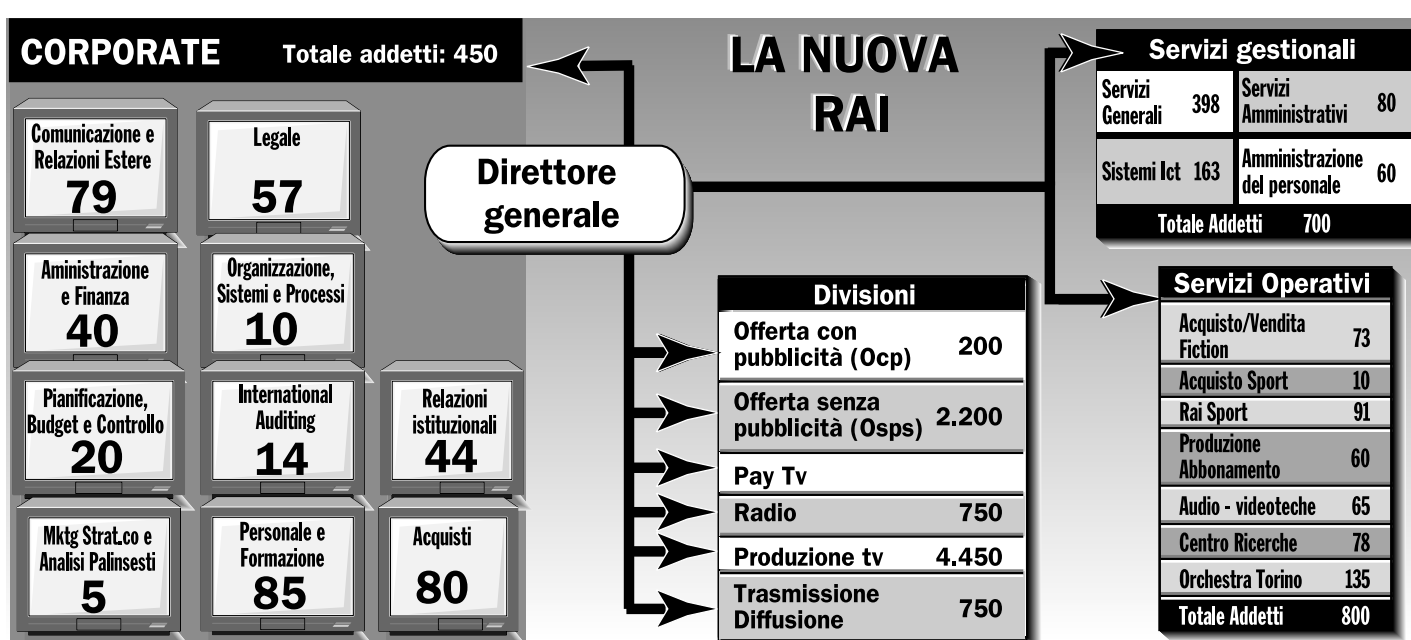 CORPORATE Totale addetti: 450
Comunicazione e
Relazioni Estere
79
Legale
57
Aministrazione
e Finanza
40
Organizzazione,
Sistemi e Processi
10
Pianificazione,
Budget e Controllo
20
International
Auditing
14
Relazioni
istituzionali
44
Mktg Strat.co e
Analisi Palinsesti
5
Personale e
Formazione
85
Acquisti
80
LA NUOVA
RAI
Direttore
generale
Divisioni
Offerta con
pubblicità (Ocp) 200
Offerta senza
pubblicità (Osps) 2.200
Pay Tv
Radio 750
Produzione tv 4.450
Trasmissione
Diffusione 750
Servizi gestionali
Servizi
Generali 398
Servizi
Amministrativi 80
Sistemi Ict 163
Amministrazione
del personale 60
Totale Addetti 700
Servizi Operativi
Acquisto/Vendita
Fiction 73
Acquisto Sport 10
Rai Sport 91
Produzione
Abbonamento 60
Audio - videoteche 65
Centro Ricerche 78
Orchestra Torino 135
Totale Addetti 800